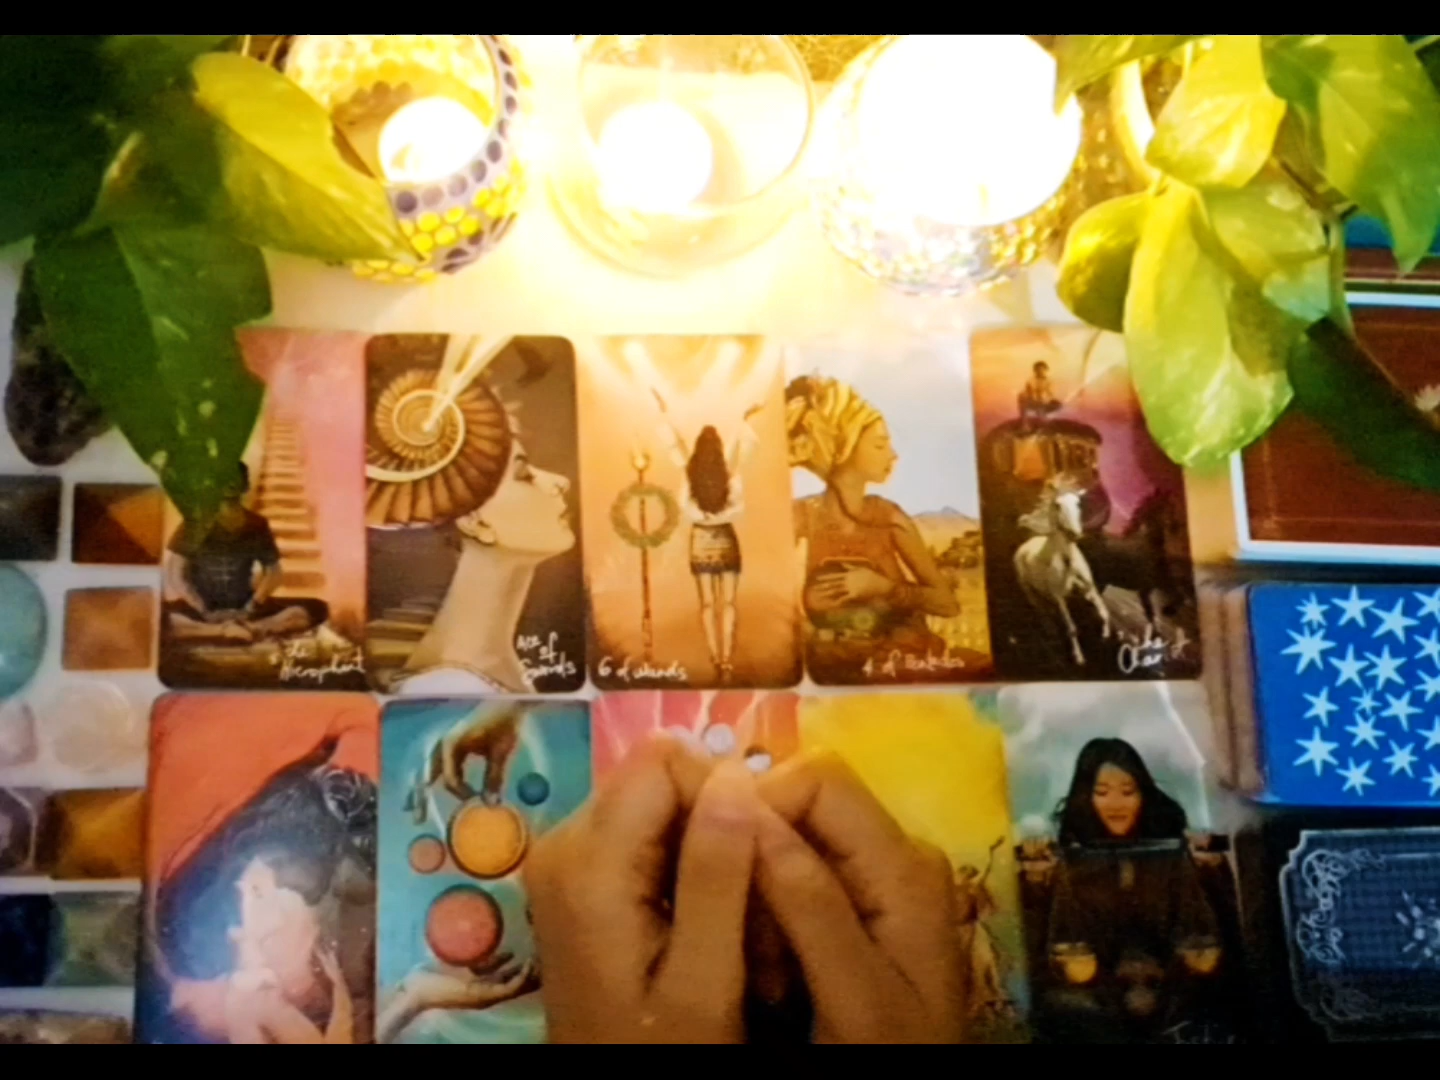 the
Hierophant
Ace
of
Swords
6 of Wands
4 of Pentacles
The
Chariot